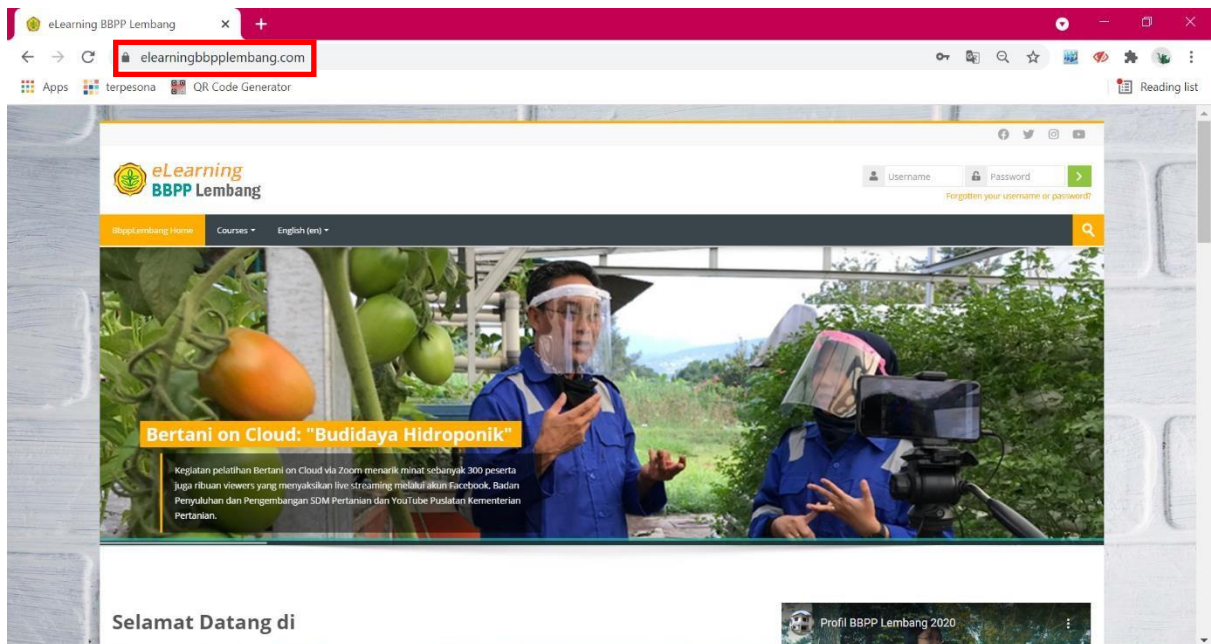 eLearning BBPP Lembang
elearningbbpplembang.com
Apps terpesona QR Code Generator Reading list
eLearning
BBPP Lembang
Username Password
Forgotten your username or password?
BbppLembang Home Courses English (en)
Bertani on Cloud: "Budidaya Hidroponik"
Kegiatan pelatihan Bertani on Cloud via Zoom menarik minat sebanyak 300 peserta
juga ribuan viewers yang menyaksikan live streaming melalui akun Facebook, Badan
Penyuluhan dan Pengembangan SDM Pertanian dan YouTube Puslatan Kementerian
Pertanian.
Selamat Datang di
Profil BBPP Lembang 2020